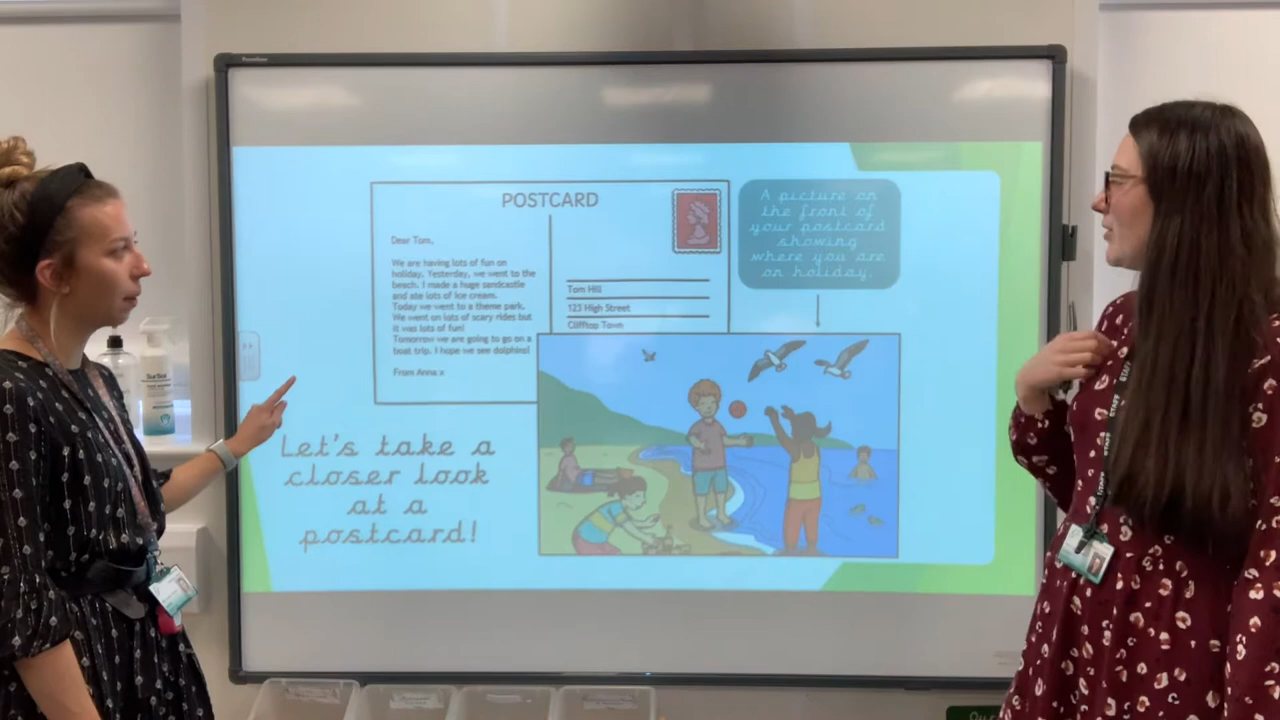 POSTCARD
Dear Tom,
We are having lots of fun on
holiday. Yesterday, we went to the
beach. I made a huge sandcastle
and ate lots of ice cream.
Today we went to a theme park.
We went on lots of scary rides but
it was lots of fun!
Tomorrow we are going to go on a
boat trip. I hope we see dolphins!
From Anna x
Tom Hill
123 High Street
Clifftop Town
A picture on
the front of
your postcard
showing
where you are
on holiday.
Let's take a
closer look
at a
postcard!
STAFF
STAFF
STAFF